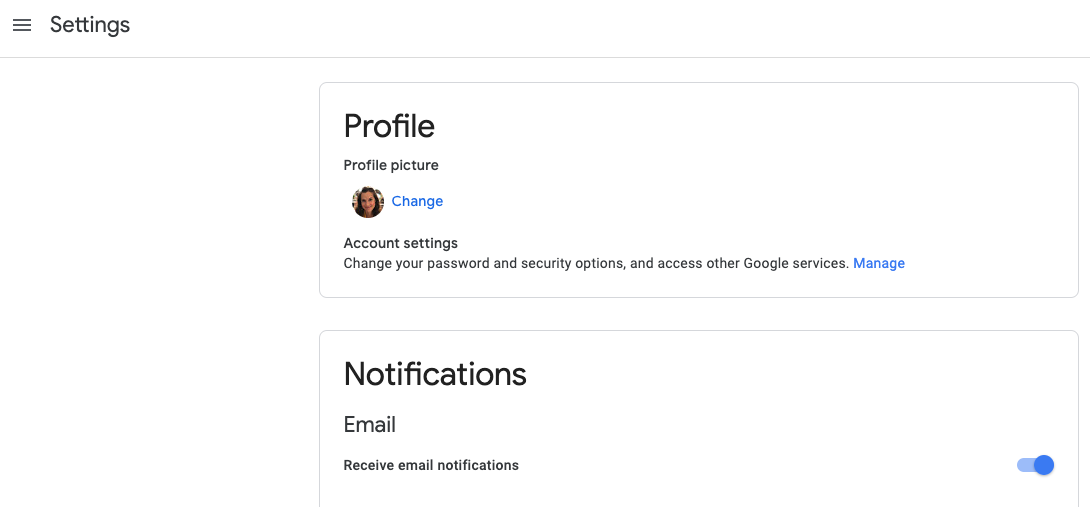 Settings
Profile
Profile picture
Change
Account settings
Change your password and security options, and access other Google services. Manage
Notifications
Email
Receive email notifications